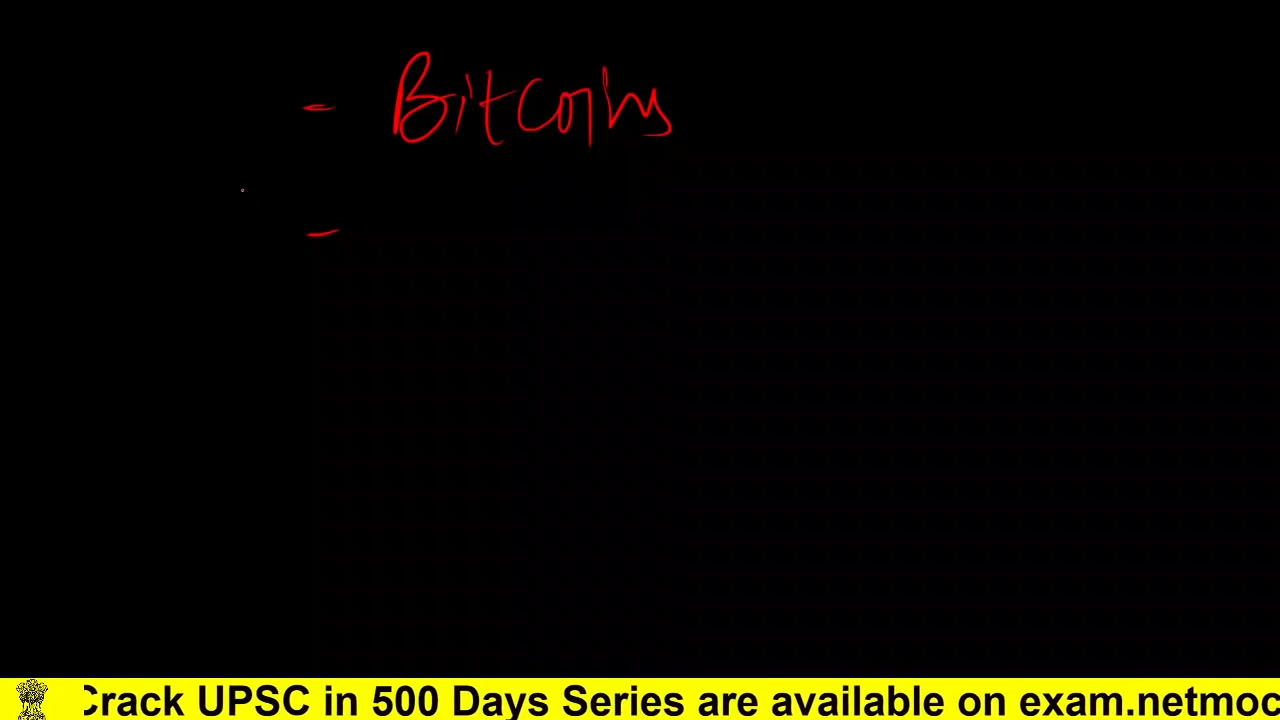 - Bitcoins
-
Crack UPSC in 500 Days Series are available on exam.netmoc